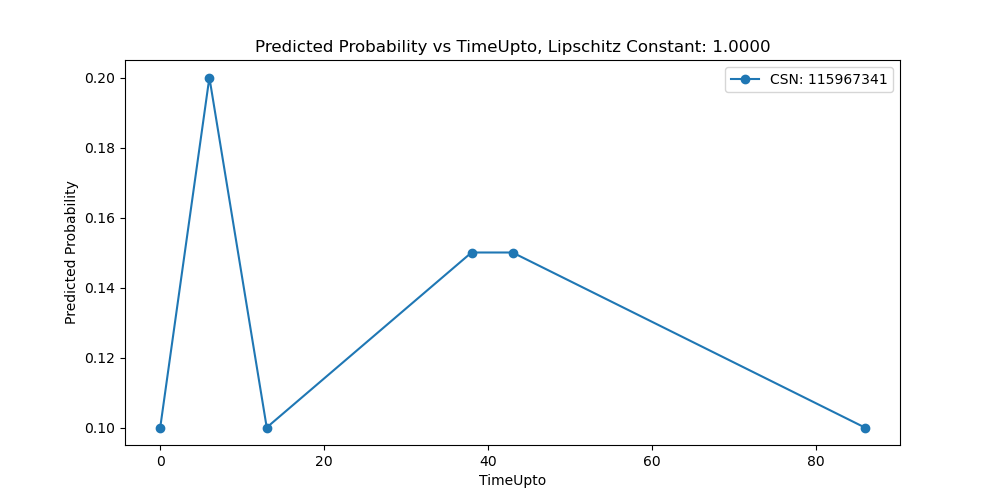 Predicted Probability vs TimeUpto, Lipschitz Constant: 1.0000
CSN: 115967341
Predicted Probability
0.20
0.18
0.16
0.14
0.12
0.10
0 20 40 60 80
TimeUpto